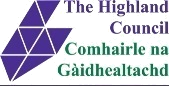 The Highland
Council
Comhairle na
Gàidhealtachd